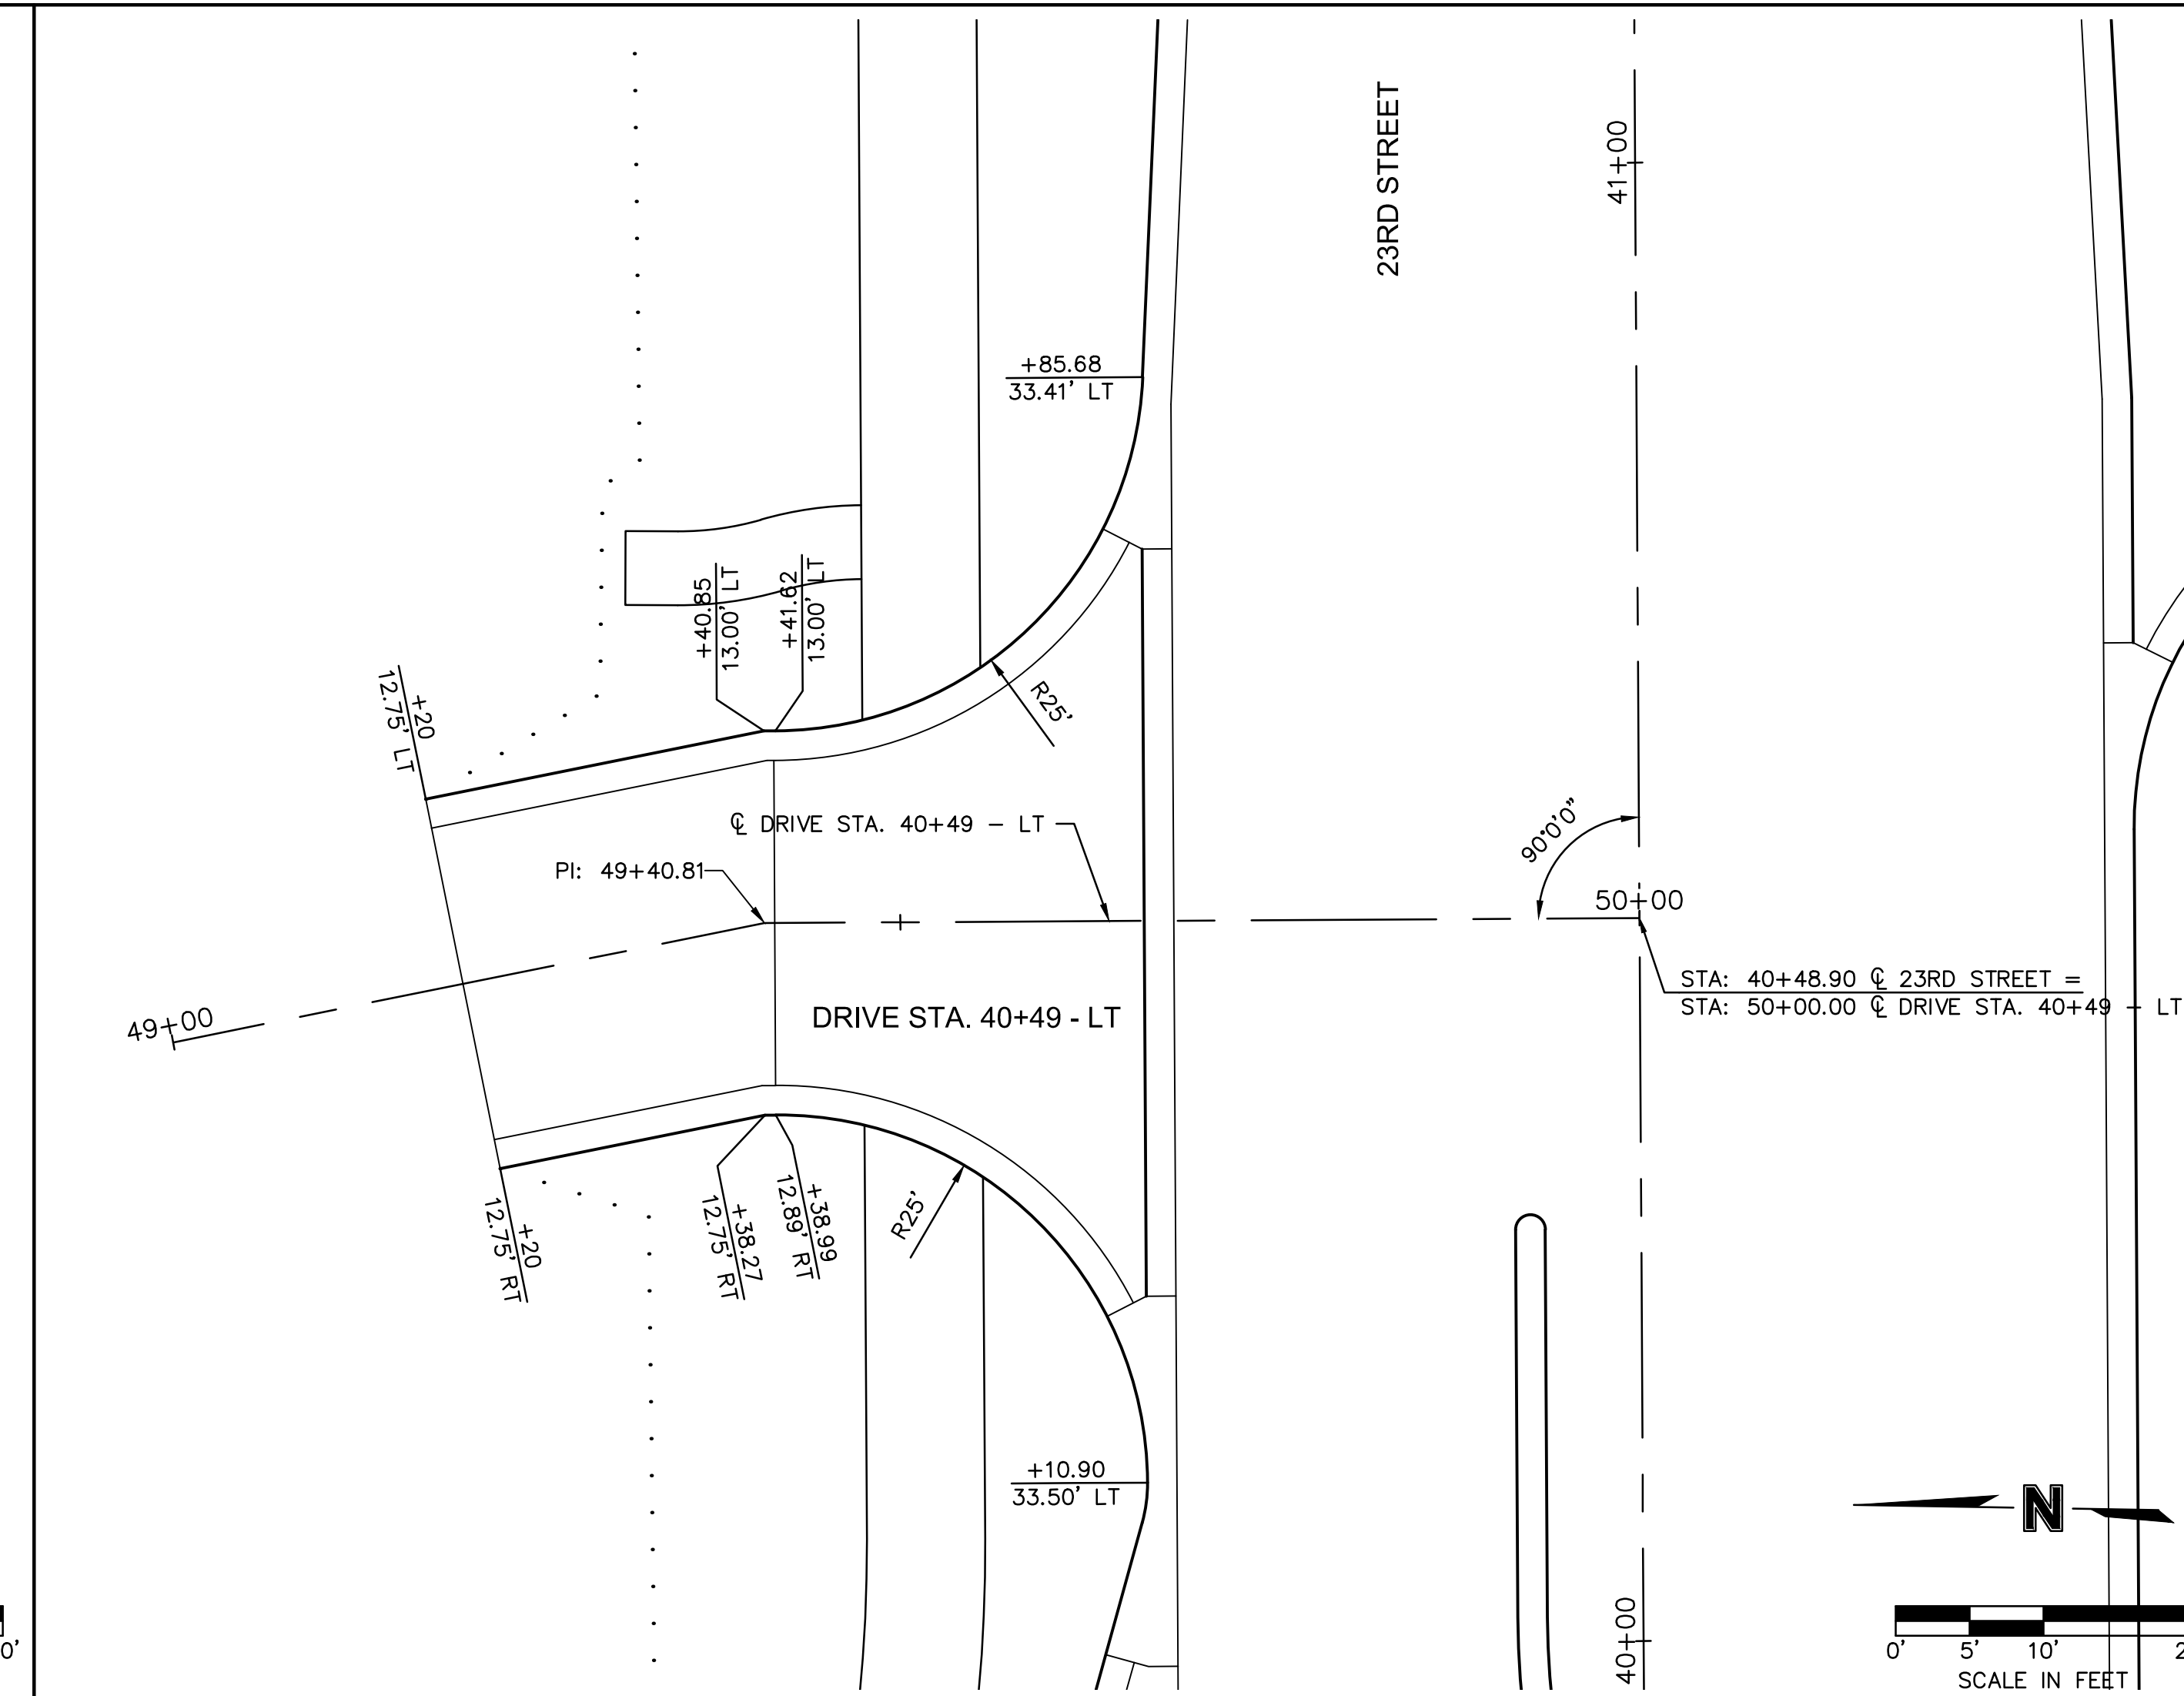 23RD STREET
41+00
+85.68
33.41' LT
+40.85
13.00' LT
+41.62
13.00' LT
+20
12.75' LT
R25'
℄ DRIVE STA. 40+49 - LT
PI: 49+40.81
90°0'0"
50+00
STA: 40+48.90 ℄ 23RD STREET =
STA: 50+00.00 ℄ DRIVE STA. 40+49 - LT
49+00
DRIVE STA. 40+49 - LT
+20
12.75' RT
+38.27
12.75' RT
+38.99
12.89' RT
R25'
+10.90
33.50' LT
N
40+00
0' 5' 10'
SCALE IN FEET